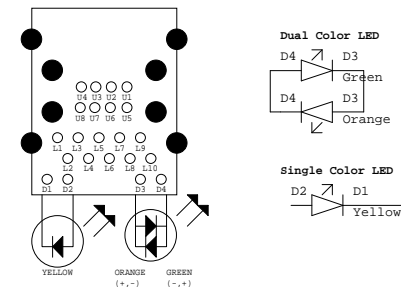 Dual Color LED
D4 D3
Green
D4 D3
Orange
U4 U3 U2 U1
U8 U7 U6 U5
L1 L3 L5 L7 L9
L2 L4 L6 L8 L10
D1 D2 D3 D4
Single Color LED
D2 D1
Yellow
YELLOW ORANGE GREEN
(+,-) (-,+)